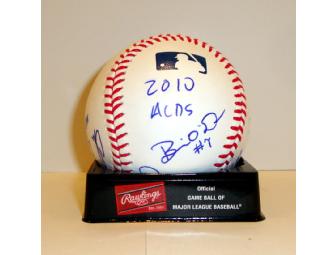 2010
ALDS
#7
Rawlings
Official
GAME BALL OF
MAJOR LEAGUE BASEBALL®